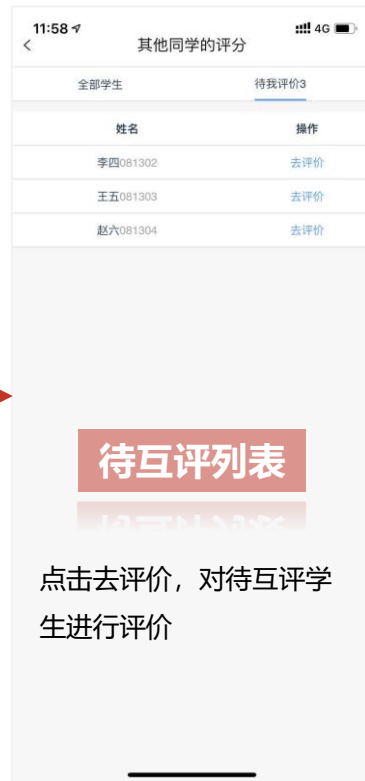 11:58
4G
其他同学的评分
全部学生 待我评价3
姓名 操作
李四081302 去评价
王五081303 去评价
赵六081304 去评价
待互评列表
点击去评价，对待互评学
生进行评价